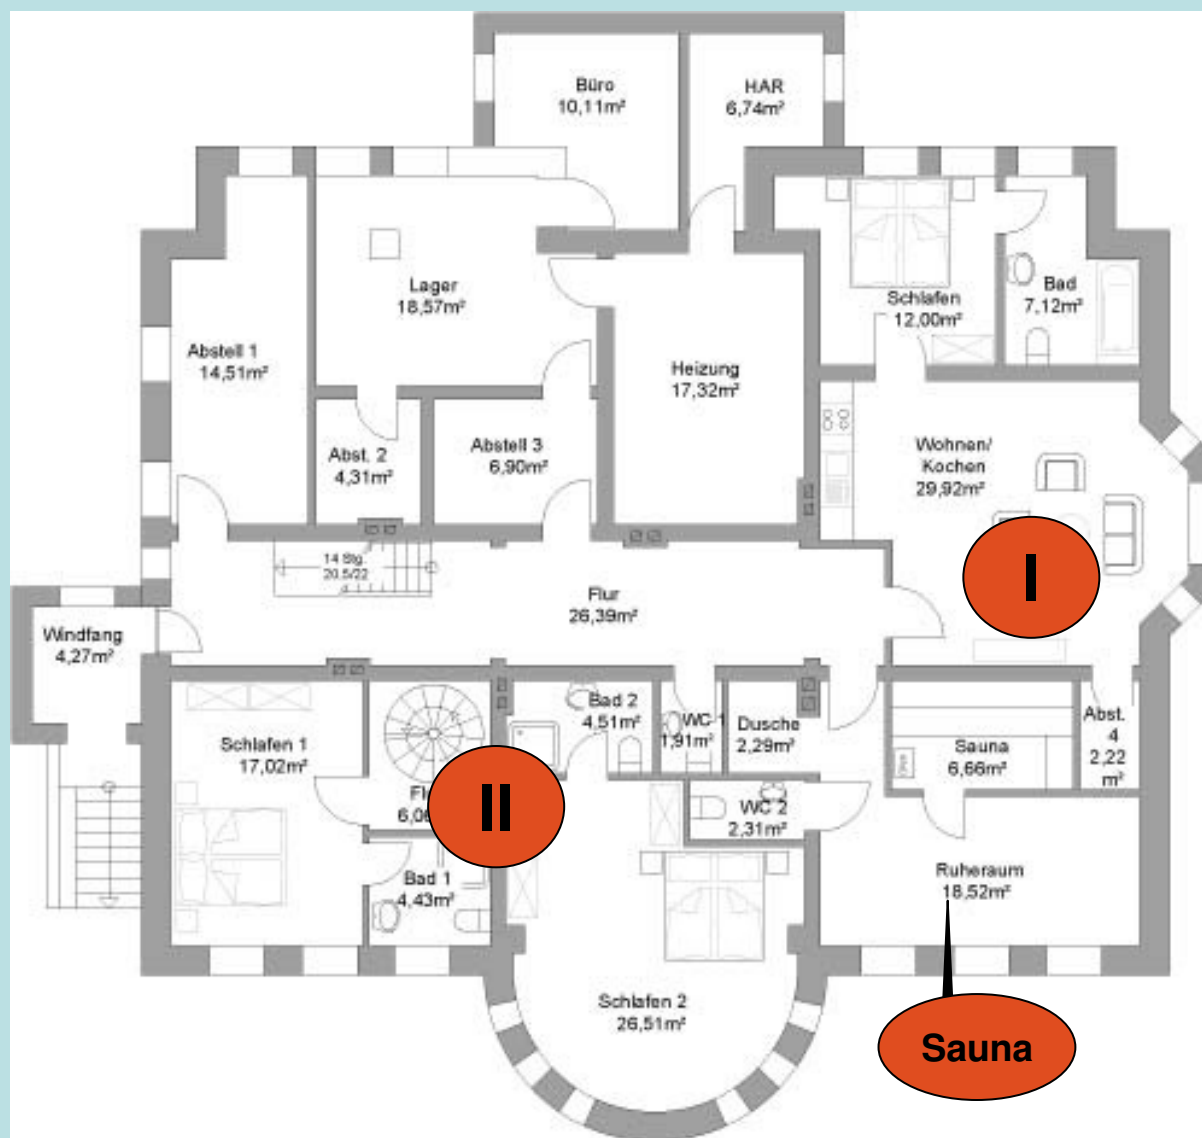 Büro
10,11m²
HAR
6,74m²
Lager
18,57m²
Schlafen
12,00m²
Bad
7,12m²
Abstell 1
14,51m²
Heizung
17,32m²
Abst. 2
4,31m²
Abstell 3
6,90m²
Wohnen/
Kochen
29,92m²
14 Stg.
20.5/22
I
Flur
26,39m²
Windfang
4,27m²
Schlafen 1
17,02m²
Bad 2
4,51m²
WC 1
1,91m²
Dusche
2,29m²
Sauna
6,66m²
Abst.
4
2,22
m²
II
WC 2
2,31m²
Bad 1
4,43m²
Ruheraum
18,52m²
Schlafen 2
26,51m²
Sauna